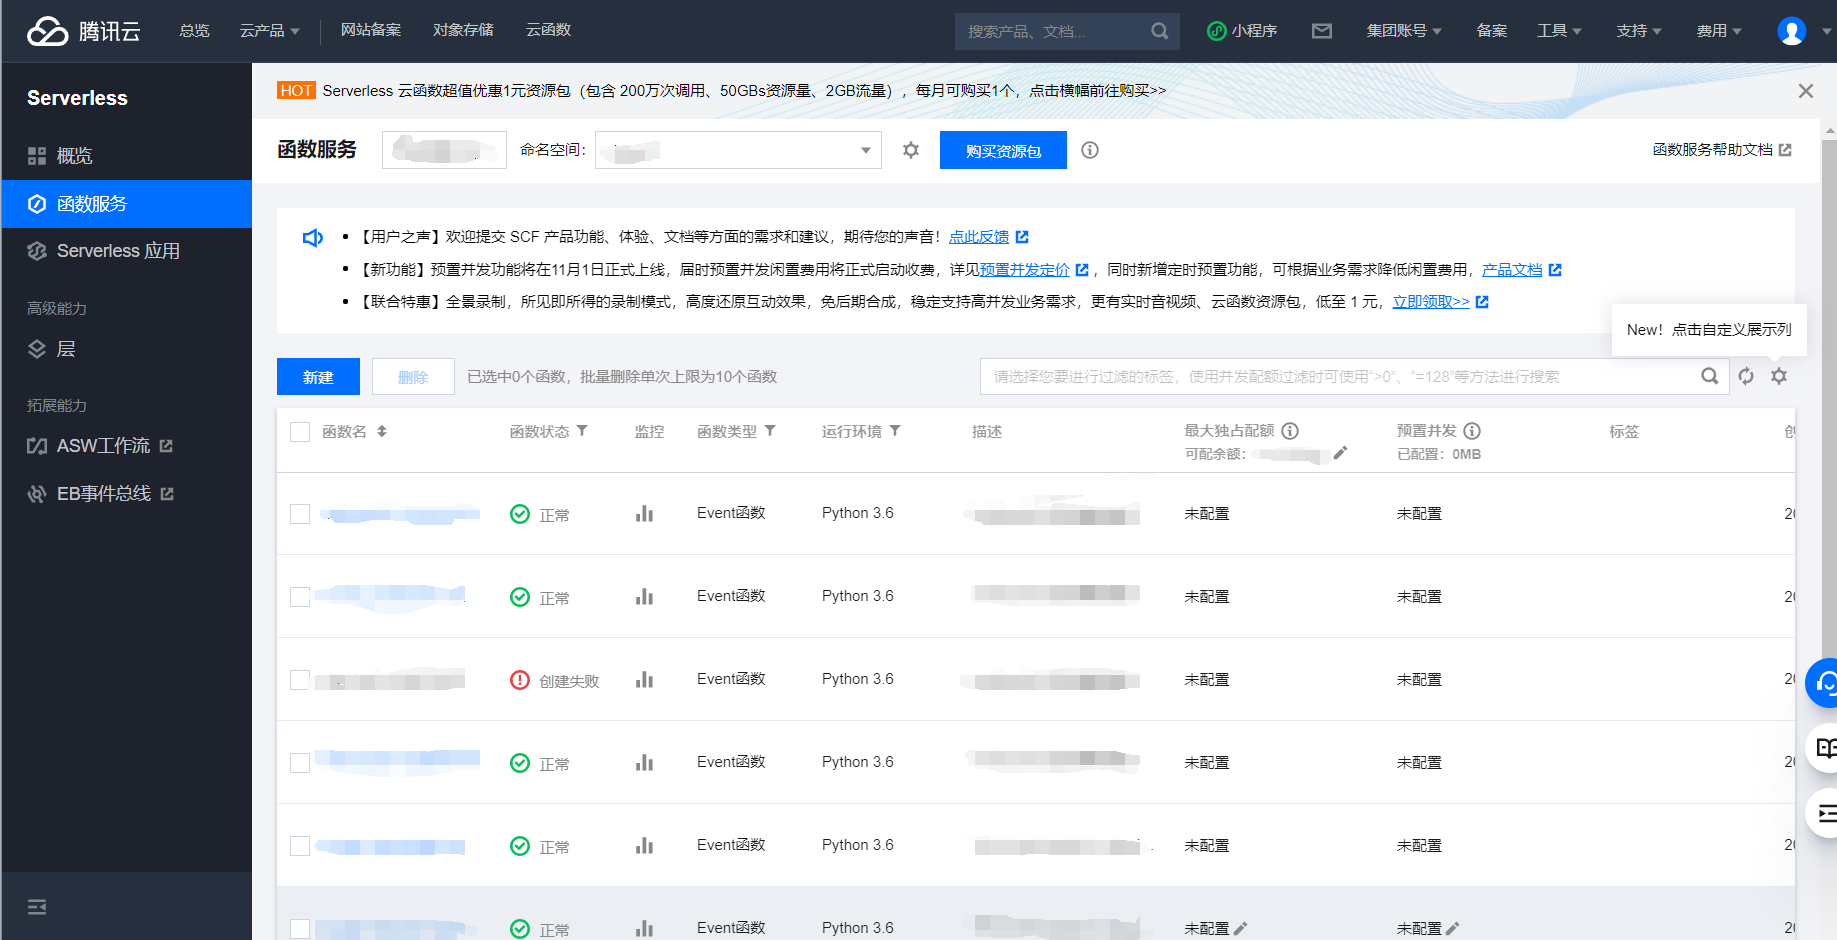 腾讯云 总览 云产品 网站备案 对象存储 云函数 搜索产品、文档... 小程序 集团账号 备案 工具 支持 费用
Serverless
概览
函数服务
Serverless 应用
高级能力
层
拓展能力
ASW工作流
EB事件总线
HOT Serverless 云函数超值优惠1元资源包（包含 200万次调用、50GBs资源量、2GB流量），每月可购买1个，点击横幅前往购买>>
函数服务 命名空间： 购买资源包 函数服务帮助文档
• 【用户之声】欢迎提交 SCF 产品功能、体验、文档等方面的需求和建议，期待您的声音！点此反馈
• 【新功能】预置并发功能将在11月1日正式上线，届时预置并发闲置费用将正式启动收费，详见预置并发定价 ，同时新增定时预置功能，可根据业务需求降低闲置费用，产品文档
• 【联合特惠】全景录制，所见即所得的录制模式，高度还原互动效果，免后期合成，稳定支持高并发业务需求，更有实时音视频、云函数资源包，低至 1 元，立即领取>>
New！点击自定义展示列
新建 删除 已选中0个函数，批量删除单次上限为10个函数 请选择您要进行过滤的标签，使用并发配额过滤时可使用“>0”、“=128”等方法进行搜索
函数名 函数状态 监控 函数类型 运行环境 描述 最大独占配额 预置并发 标签
可配余额： 已配置：0MB
正常 Event函数 Python 3.6 未配置 未配置
正常 Event函数 Python 3.6 未配置 未配置
创建失败 Event函数 Python 3.6 未配置 未配置
正常 Event函数 Python 3.6 未配置 未配置
正常 Event函数 Python 3.6 未配置 未配置
正常 Event函数 Python 3.6 未配置 未配置